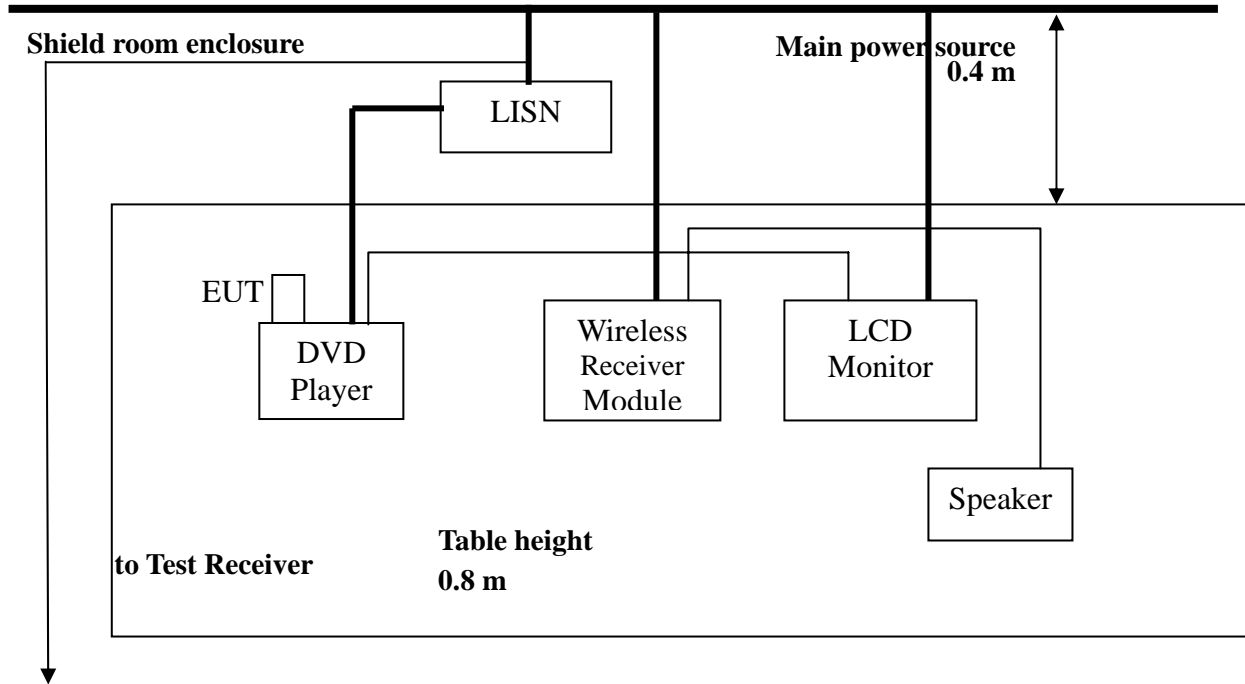 Shield room enclosure
Main power source
0.4 m
LISN
EUT
DVD
Player
Wireless
Receiver
Module
LCD
Monitor
Speaker
Table height
0.8 m
to Test Receiver